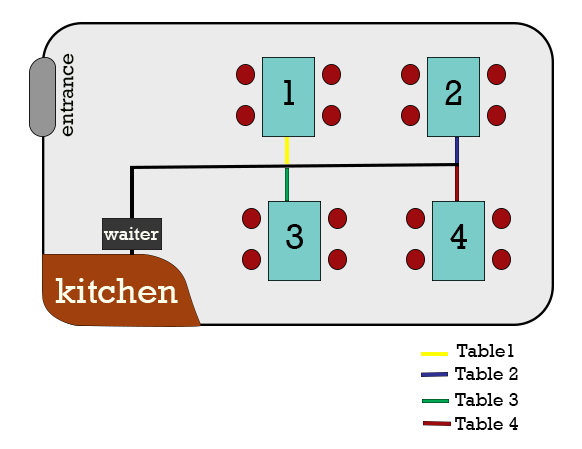 entrance
1
2
3
4
waiter
kitchen
Table1
Table 2
Table 3
Table 4